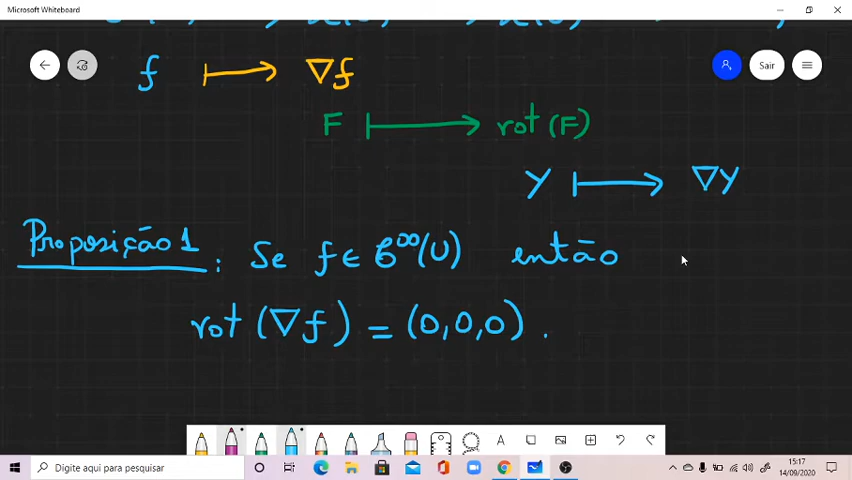 Microsoft Whiteboard
f ↦ ∇f
Sair
F ↦ rot(F)
Y ↦ ∇Y
Proposição 1: Se f ∈ C^∞(U) então
rot(∇f) = (0,0,0).
Digite aqui para pesquisar
15:17
14/09/2020